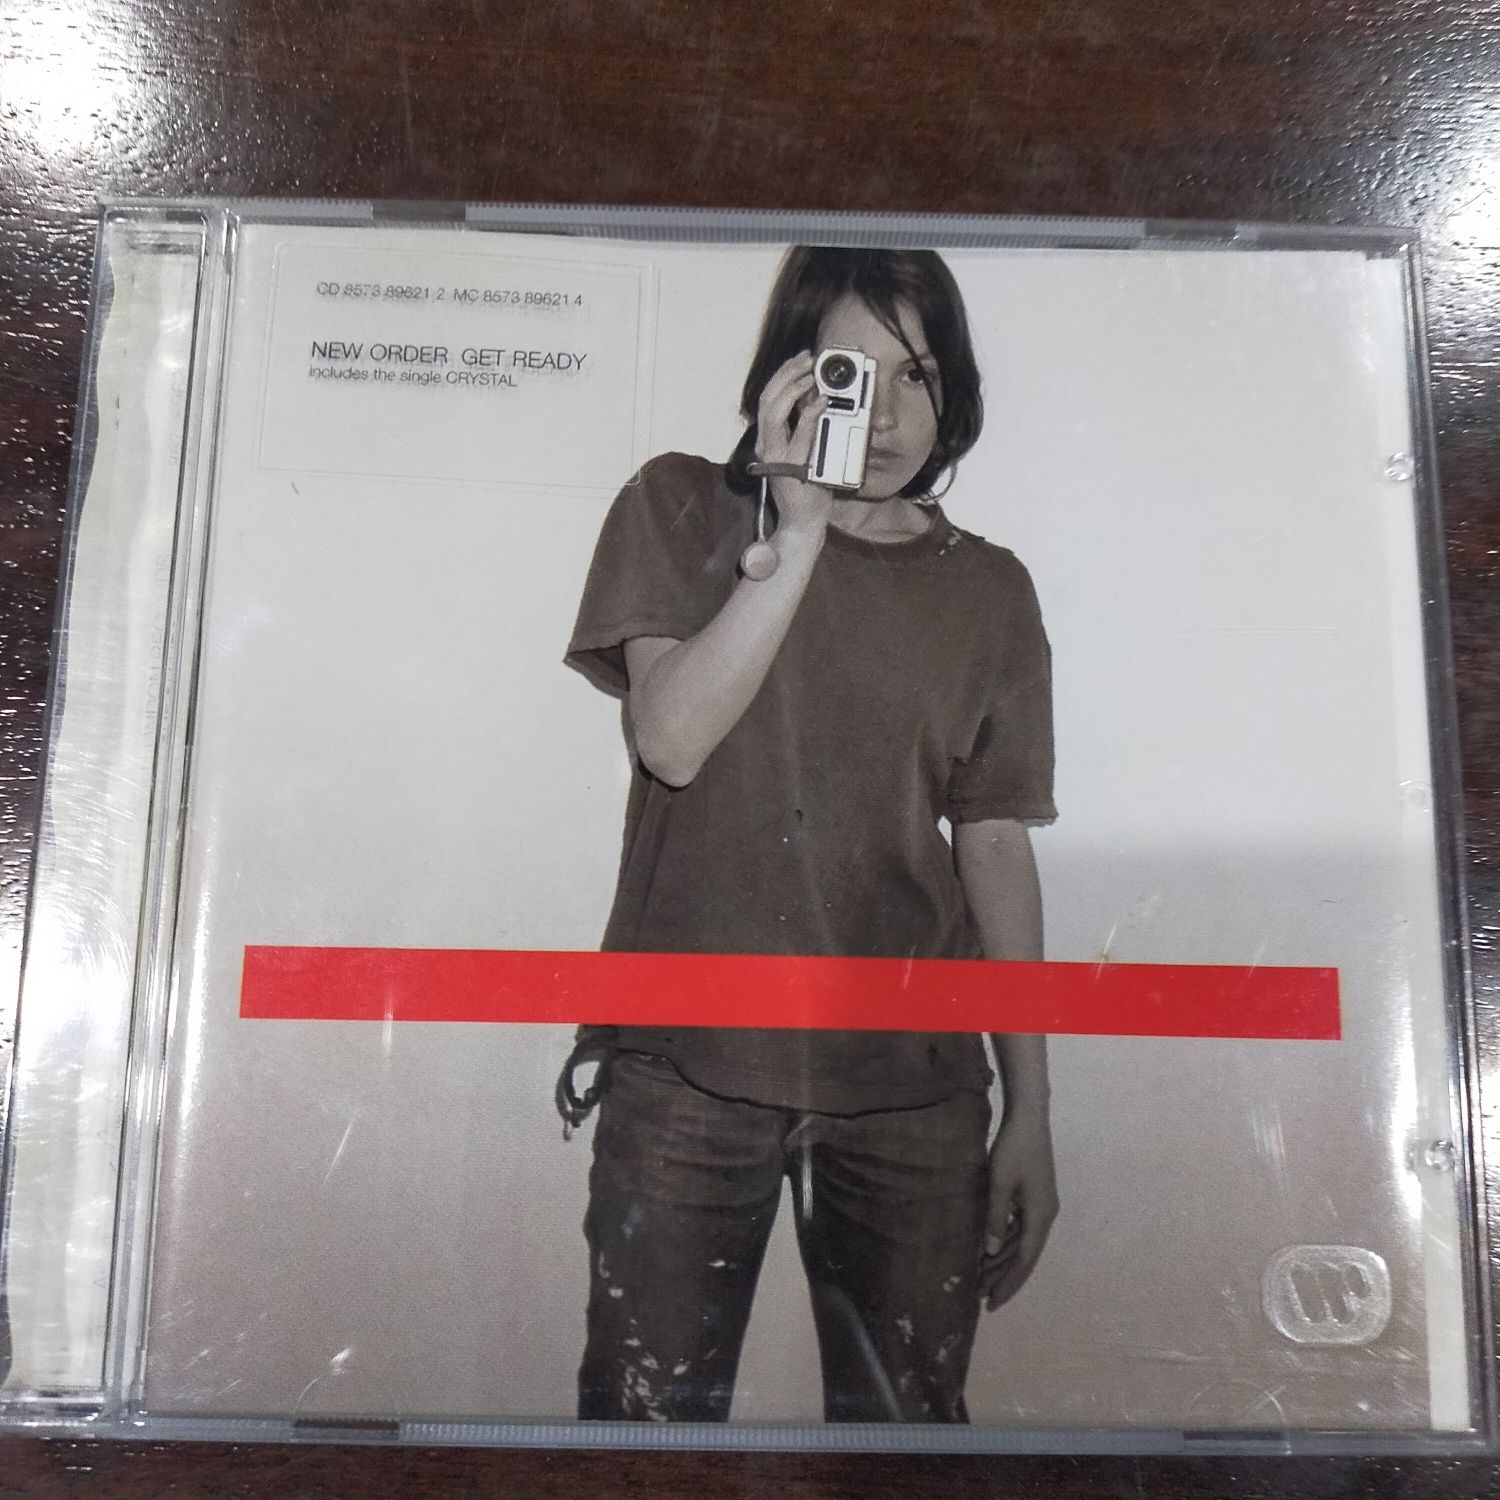 CD 8573 89621 2 MC 8573 89621 4
NEW ORDER GET READY
includes the single CRYSTAL